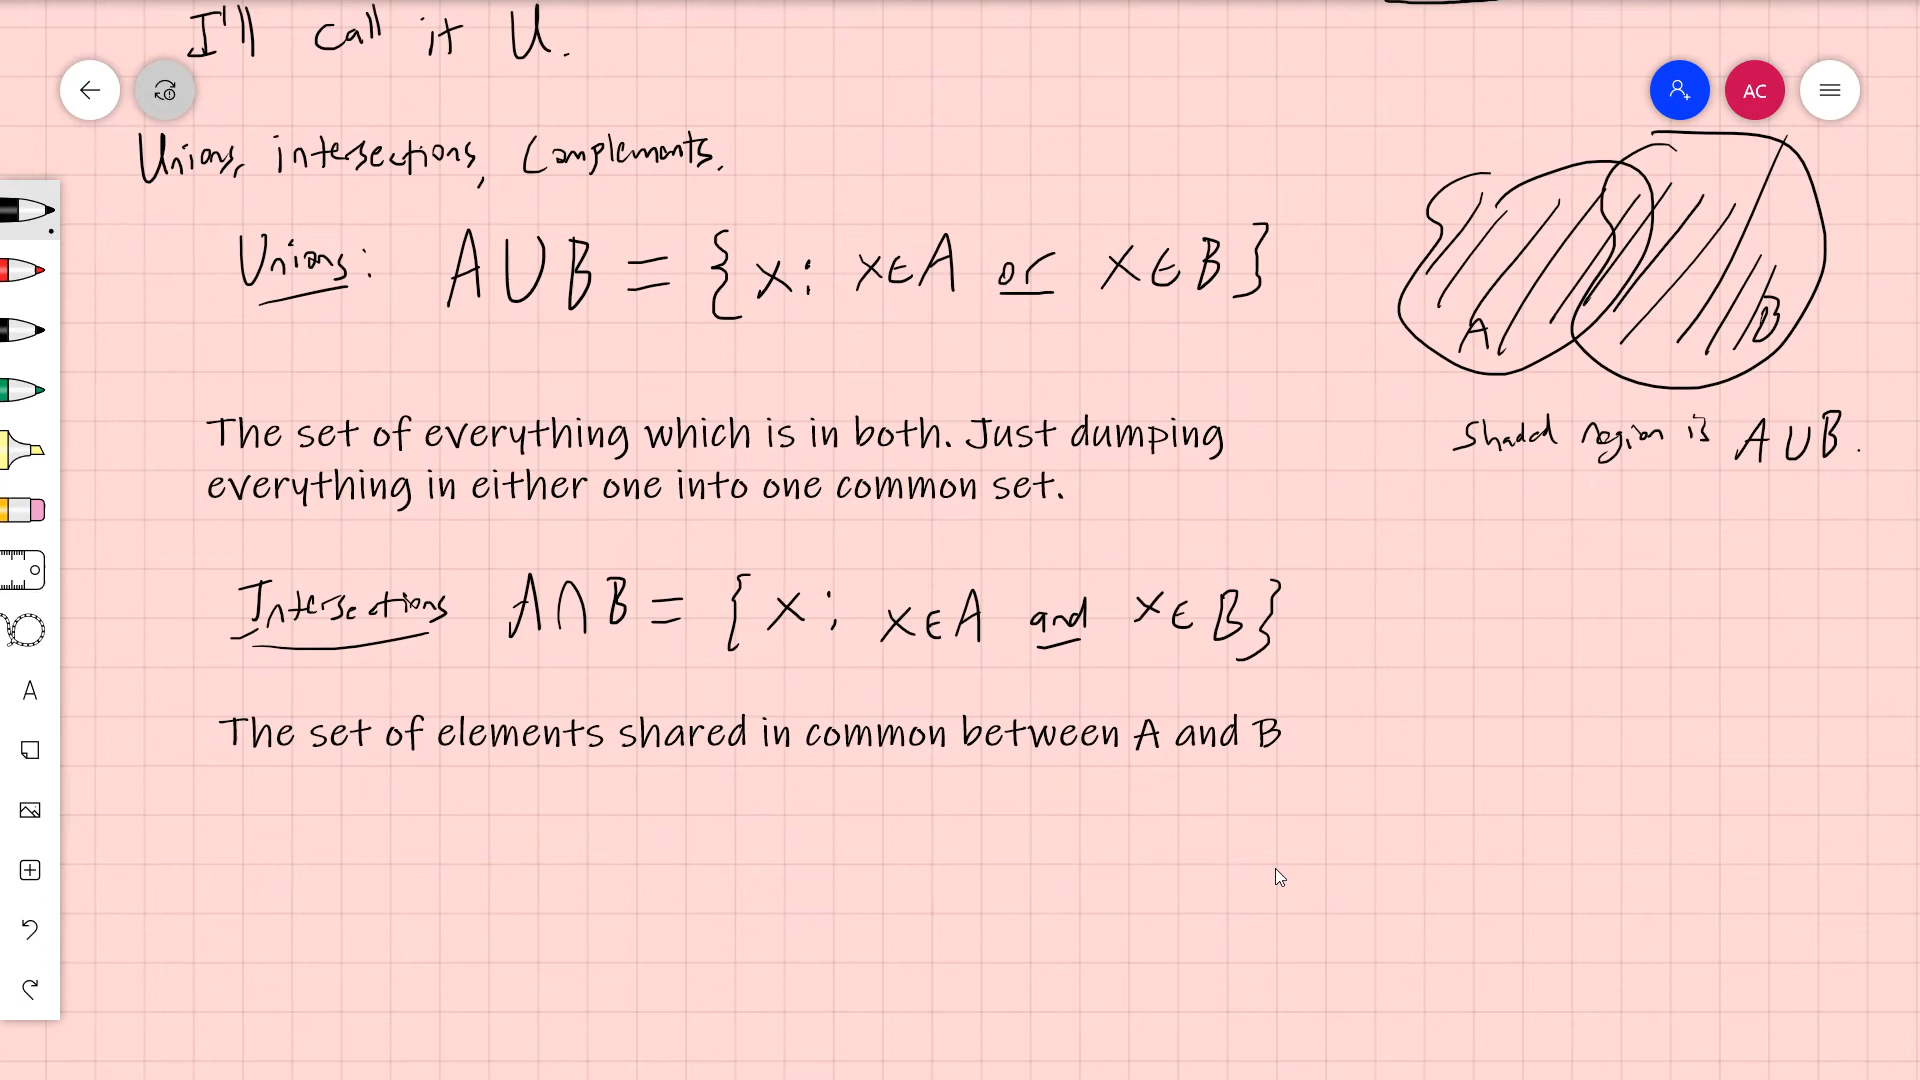 I'll call it U.
AC
Unions, intersections, Complements.
Unions: A ∪ B = { x : x ∈ A or x ∈ B }
A
B
Shaded region is A ∪ B.
The set of everything which is in both. Just dumping
everything in either one into one common set.
Intersections A ∩ B = { x ; x ∈ A and x ∈ B }
The set of elements shared in common between A and B
A